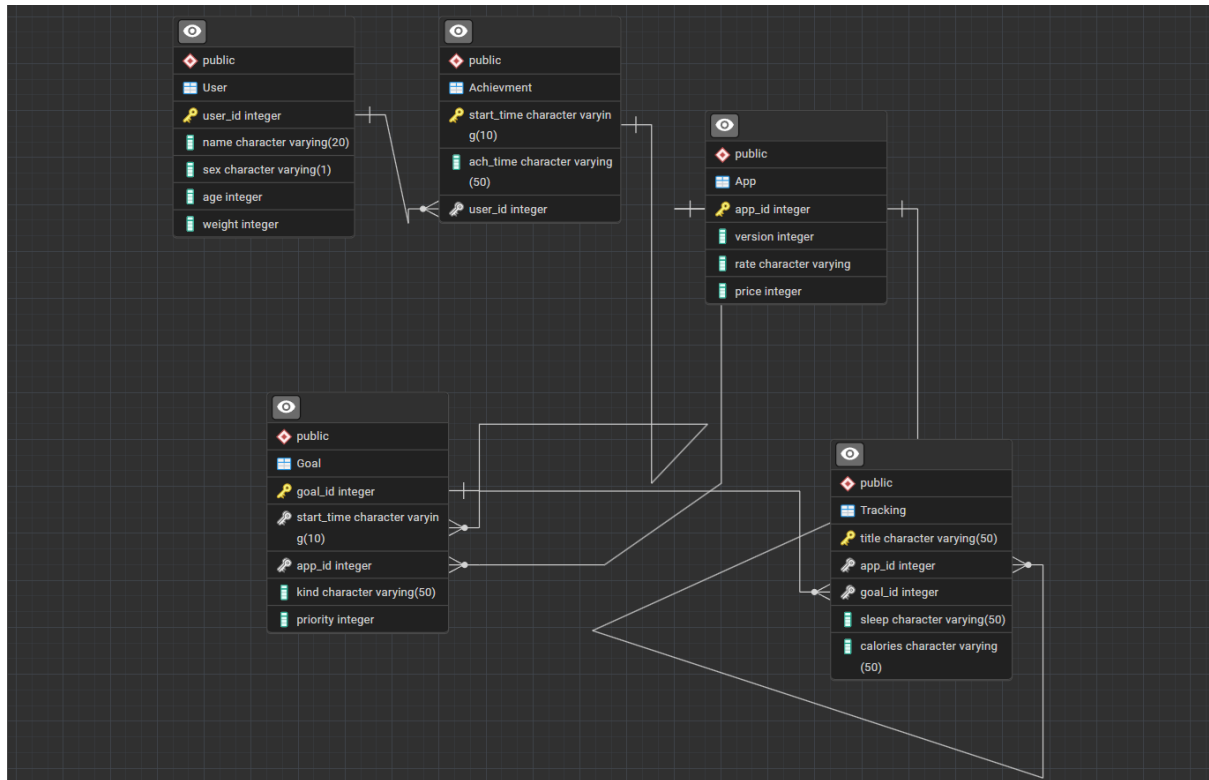 public
User
user_id integer
name character varying(20)
sex character varying(1)
age integer
weight integer
public
Achievment
start_time character varyin
g(10)
ach_time character varying
(50)
user_id integer
public
App
app_id integer
version integer
rate character varying
price integer
public
Goal
goal_id integer
start_time character varyin
g(10)
app_id integer
kind character varying(50)
priority integer
public
Tracking
title character varying(50)
app_id integer
goal_id integer
sleep character varying(50)
calories character varying
(50)